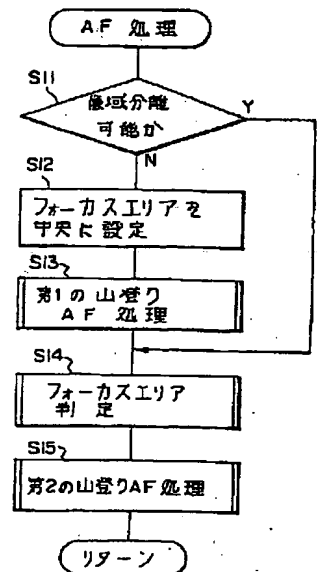 AF 処理
S11
領域分離
可能か
Y
N
S12
フォーカスエリアを
中央に設定
S13
第1の山登り
AF 処理
S14
フォーカスエリア
判定
S15
第2の山登りAF処理
リターン